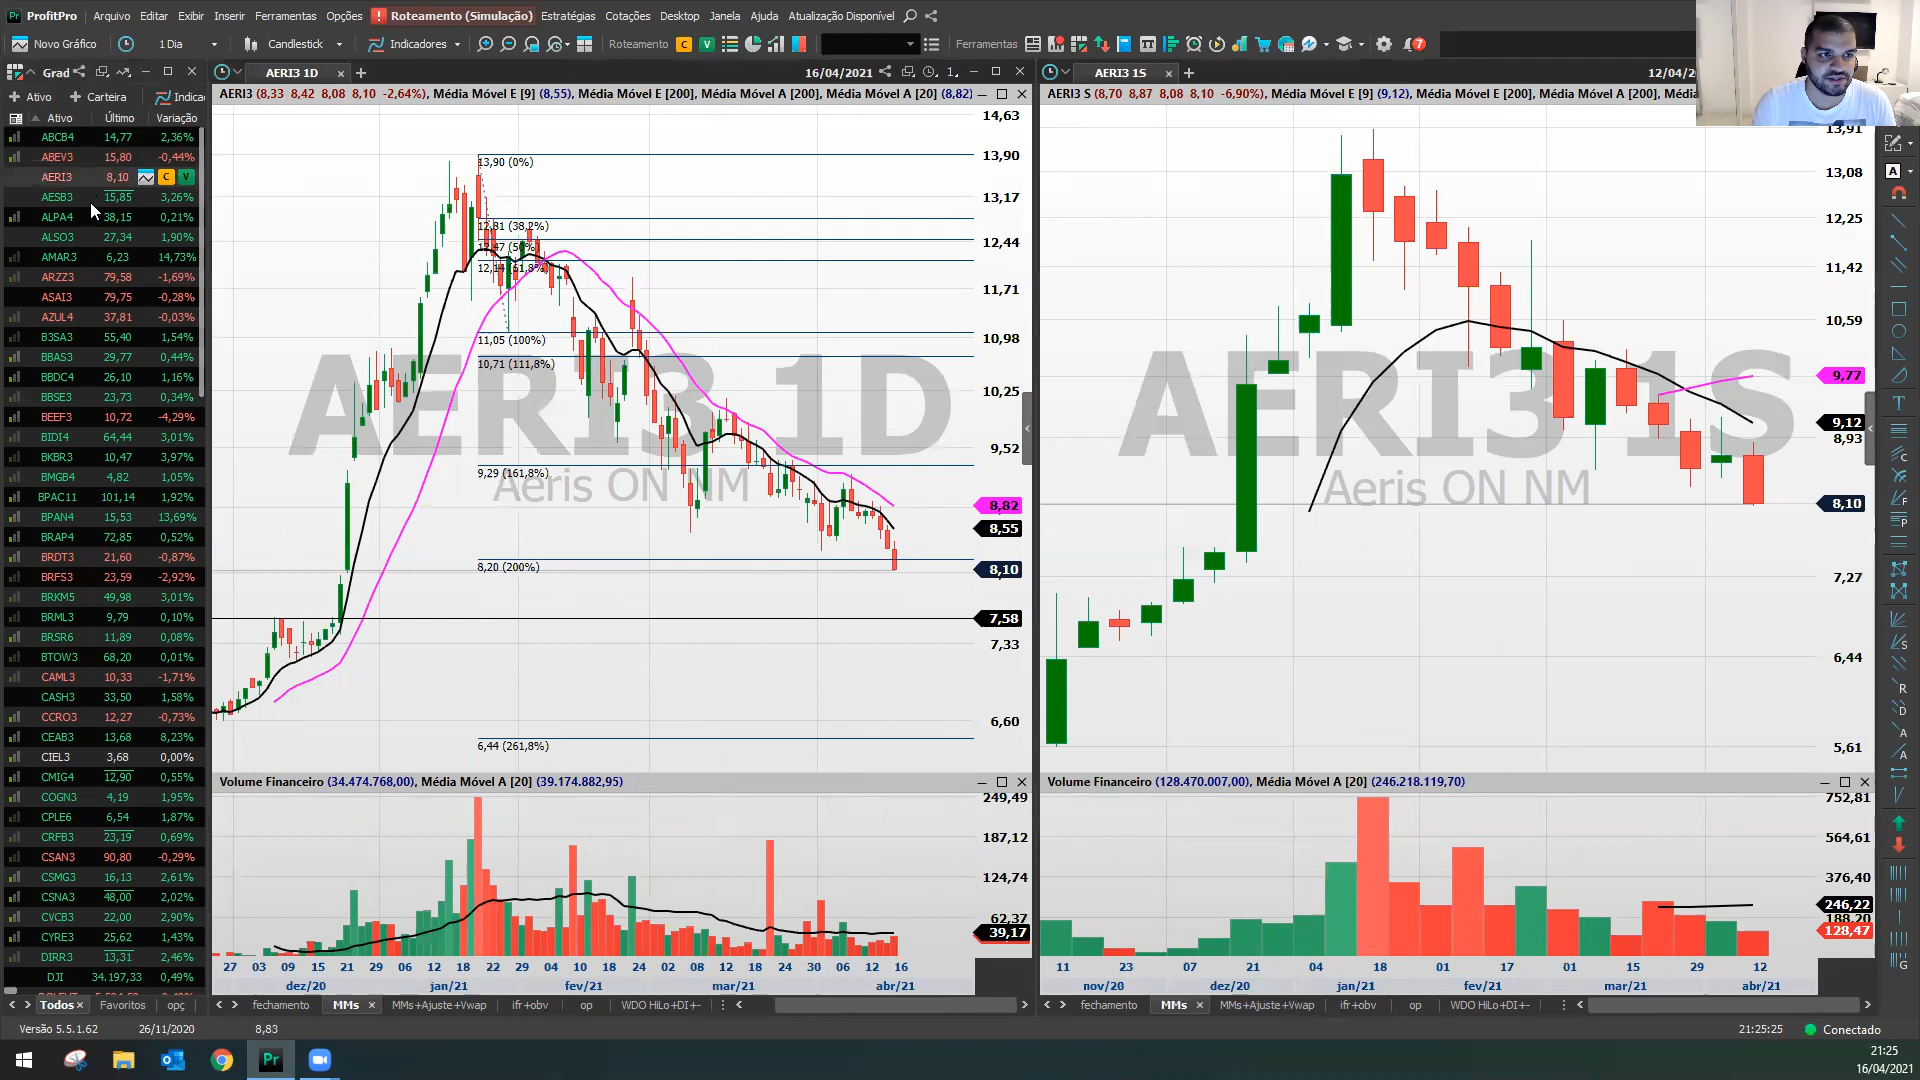 ProfitPro Arquivo Editar Exibir Inserir Ferramentas Opções Roteamento (Simulação) Estratégias Cotações Desktop Janela Ajuda Atualização Disponível
Novo Gráfico 1 Dia Candlestick Indicadores Roteamento C V Ferramentas 7
Grad
AERI3 1D
16/04/2021
AERI3 1S
12/04/20
Ativo Carteira Indica
Ativo Último Variação
ABCB4 14,77 2,36%
ABEV3 15,80 -0,44%
AERI3 8,10 C V
AESB3 15,85 3,26%
ALPA4 38,15 0,21%
ALSO3 27,34 1,90%
AMAR3 6,23 14,73%
ARZZ3 79,58 -1,69%
ASAI3 79,75 -0,28%
AZUL4 37,81 -0,03%
B3SA3 55,40 1,54%
BBAS3 29,77 0,44%
BBDC4 26,10 1,16%
BBSE3 23,73 0,34%
BEEF3 10,72 -4,29%
BIDI4 64,44 3,01%
BKBR3 10,47 3,97%
BMGB4 4,82 1,05%
BPAC11 101,14 1,92%
BPAN4 15,53 13,69%
BRAP4 72,85 0,52%
BRDT3 21,60 -0,87%
BRFS3 23,59 -2,92%
BRKM5 49,98 3,01%
BRML3 9,79 0,10%
BRSR6 11,89 0,08%
BTOW3 68,20 0,01%
CAML3 10,33 -1,71%
CASH3 33,50 1,58%
CCRO3 12,27 -0,73%
CEAB3 13,68 8,23%
CIEL3 3,68 0,00%
CMIG4 12,90 0,55%
COGN3 4,19 1,95%
CPLE6 6,54 1,87%
CRFB3 23,19 0,69%
CSAN3 90,80 -0,29%
CSMG3 16,13 2,61%
CSNA3 48,00 2,02%
CVCB3 22,00 2,90%
CYRE3 25,62 1,43%
DIRR3 13,31 2,46%
DJI 34.197,33 0,49%
Todos Favoritos opç
AERI3 (8,33 8,42 8,08 8,10 -2,64%), Média Móvel E [9] (8,55), Média Móvel E [200], Média Móvel A [200], Média Móvel A [20] (8,82)
AERI3 1D
Aeris ON NM
13,90 (0%)
12,81 (38,2%)
12,47 (50%)
12,14 (61,8%)
11,05 (100%)
10,71 (111,8%)
9,29 (161,8%)
8,20 (200%)
6,44 (261,8%)
14,63
13,90
13,17
12,44
11,71
10,98
10,25
9,52
8,82
8,55
8,10
7,58
7,33
6,60
Volume Financeiro (34.474.768,00), Média Móvel A [20] (39.174.882,95)
249,49
187,12
124,74
62,37
39,17
27 03 09 15 21 29 06 12 18 22 29 04 10 18 24 02 08 12 18 24 30 06 12 16
dez/20 jan/21 fev/21 mar/21 abr/21
fechamento MMs MMs+Ajuste+Vwap ifr+obv op WDO HiLo+DI+-
AERI3 S (8,70 8,87 8,08 8,10 -6,90%), Média Móvel E [9] (9,12), Média Móvel E [200], Média Móvel A [200], Média
AERI3 1S
Aeris ON NM
13,91
13,08
12,25
11,42
10,59
9,77
9,12
8,93
8,10
7,27
6,44
5,61
Volume Financeiro (128.470.007,00), Média Móvel A [20] (246.218.119,70)
752,81
564,61
376,40
246,22
188,20
128,47
11 23 07 21 04 18 01 17 01 15 29 12
nov/20 dez/20 jan/21 fev/21 mar/21 abr/21
fechamento MMs MMs+Ajuste+Vwap ifr+obv op WDO HiLo+DI+-
Versão 5.5.1.62 26/11/2020 8,83 21:25:25 Conectado
21:25
16/04/2021